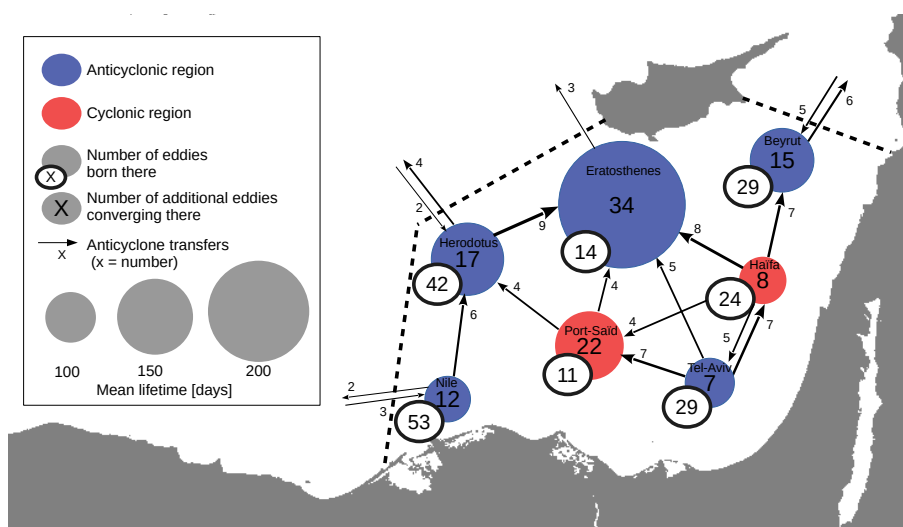 Anticyclonic region
Cyclonic region
Number of eddies
born there
X
Number of additional eddies
converging there
X
Anticyclone transfers
(x = number)
x
100
150
200
Mean lifetime [days]
3
5
6
Beyrut
15
29
7
Eratosthenes
34
14
4
2
9
Herodotus
17
42
8
Haïfa
8
24
5
4
4
4
6
Port-Saïd
22
11
7
5
7
Tel-Aviv
7
29
2
3
Nile
12
53